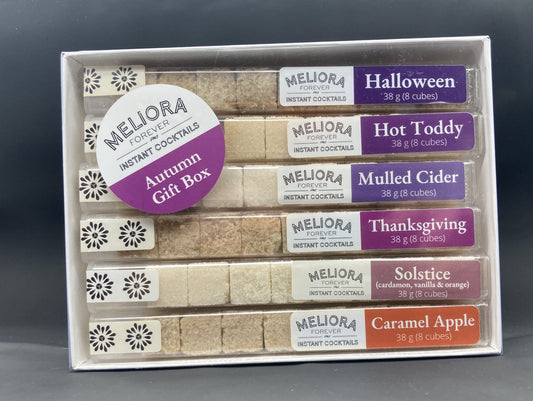 MELIORA
FOREVER
INSTANT COCKTAILS
Autumn
Gift Box
MELIORA
FOREVER
INSTANT COCKTAILS
Halloween
38 g (8 cubes)
MELIORA
FOREVER
INSTANT COCKTAILS
Hot Toddy
38 g (8 cubes)
MELIORA
FOREVER
INSTANT COCKTAILS
Mulled Cider
38 g (8 cubes)
MELIORA
FOREVER
INSTANT COCKTAILS
Thanksgiving
38 g (8 cubes)
MELIORA
FOREVER
INSTANT COCKTAILS
Solstice
(cardamon, vanilla & orange)
38 g (8 cubes)
MELIORA
FOREVER
INSTANT COCKTAILS
Caramel Apple
38 g (8 cubes)